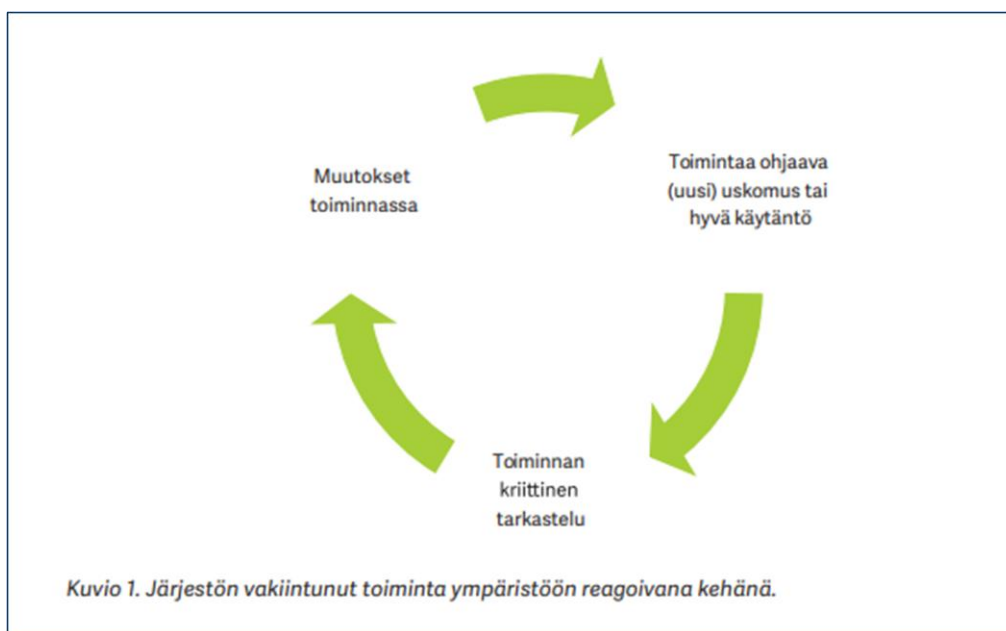 Muutokset
toiminnassa
Toimintaa ohjaava
(uusi) uskomus tai
hyvä käytäntö
Toiminnan
kriittinen
tarkastelu
Kuvio 1. Järjestön vakiintunut toiminta ympäristöön reagoivana kehänä.